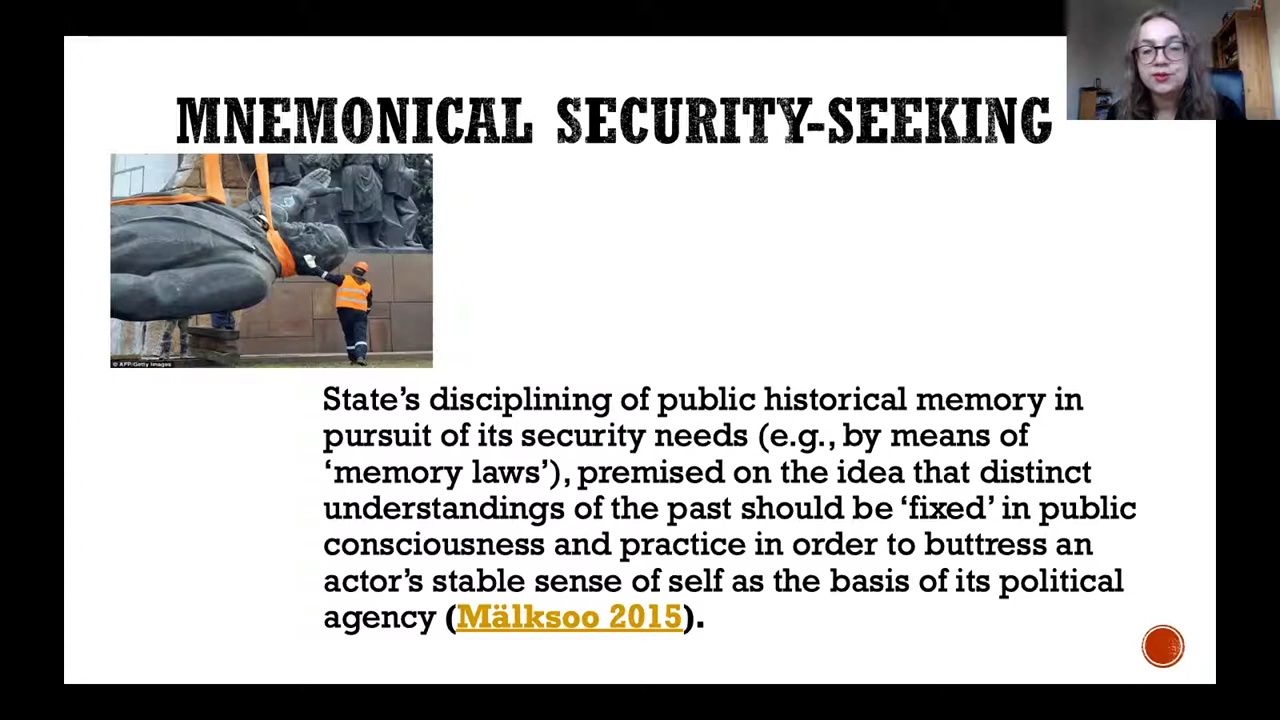 MNEMONICAL SECURITY-SEEKING
© AFP/Getty Images
State’s disciplining of public historical memory in
pursuit of its security needs (e.g., by means of
‘memory laws’), premised on the idea that distinct
understandings of the past should be ‘fixed’ in public
consciousness and practice in order to buttress an
actor’s stable sense of self as the basis of its political
agency (Mälksoo 2015).